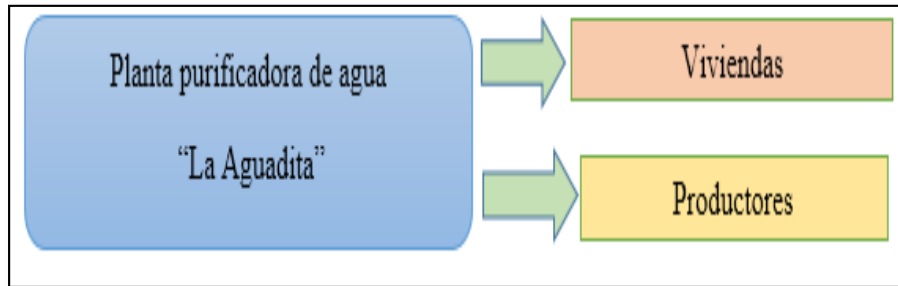 Planta purificadora de agua
“La Aguadita”
Viviendas
Productores